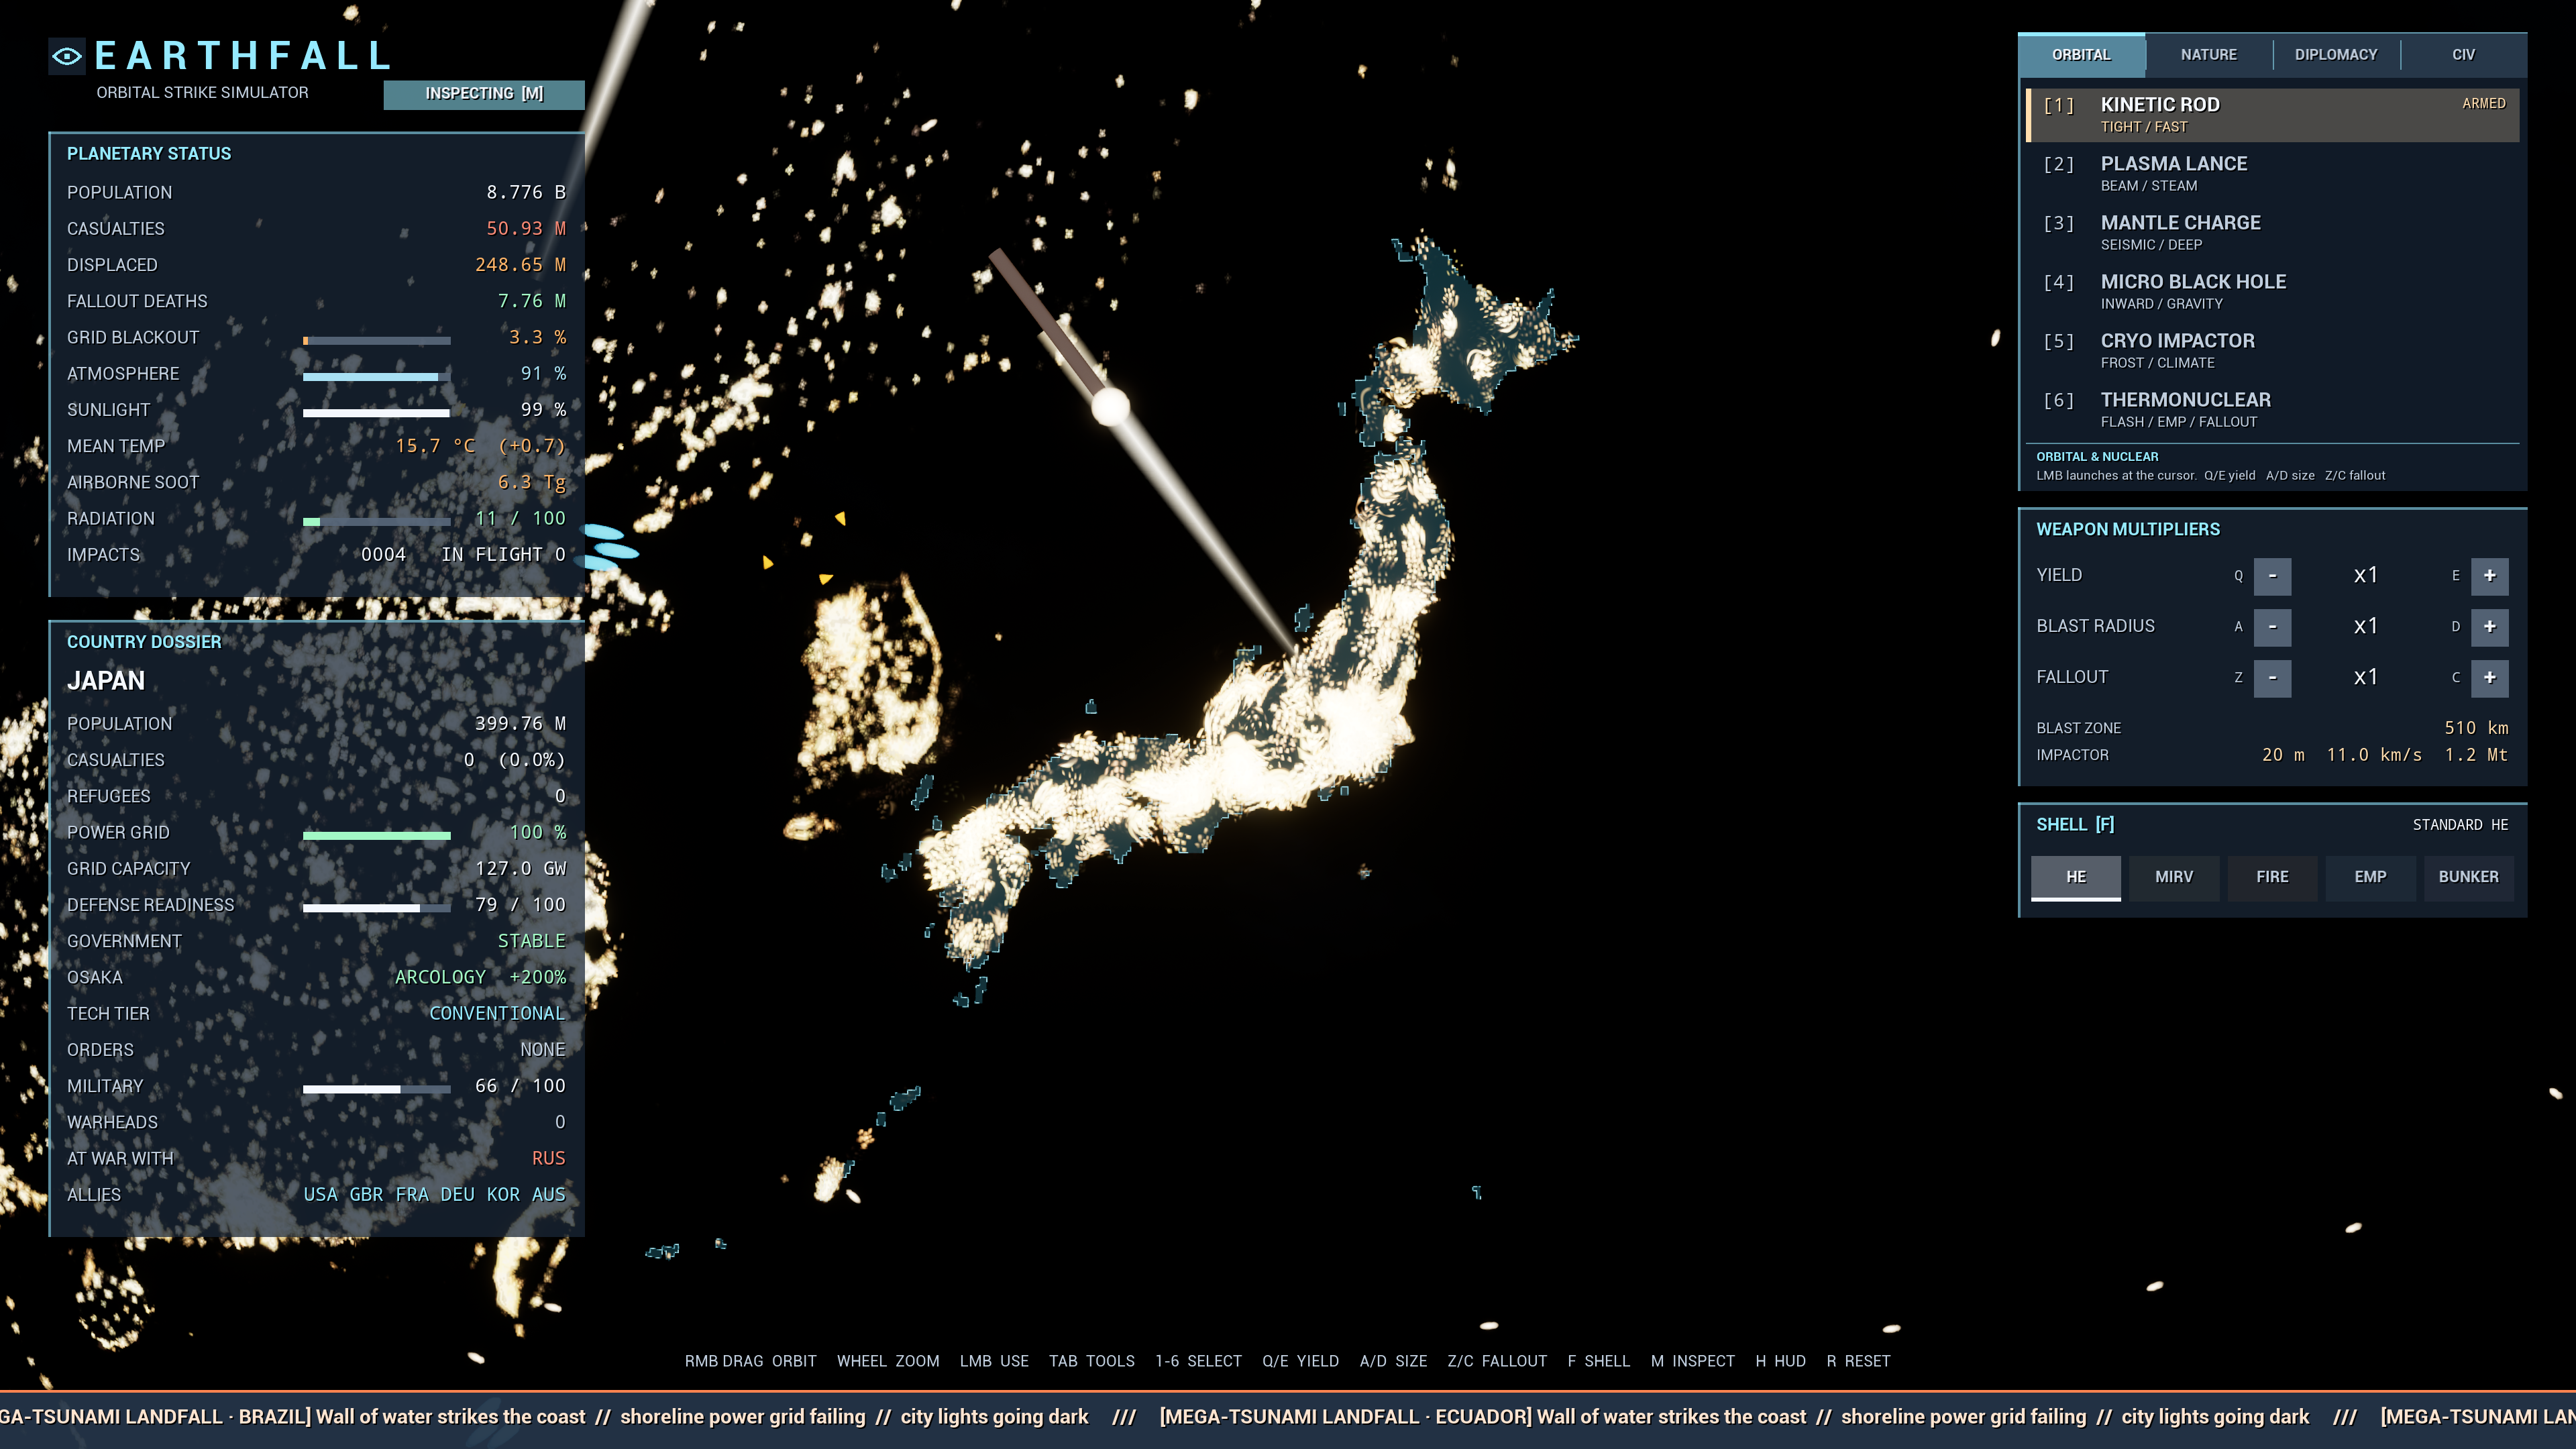 EARTHFALL
ORBITAL STRIKE SIMULATOR
INSPECTING [M]
PLANETARY STATUS
POPULATION 8.776 B
CASUALTIES 50.93 M
DISPLACED 248.65 M
FALLOUT DEATHS 7.76 M
GRID BLACKOUT 3.3 %
ATMOSPHERE 91 %
SUNLIGHT 99 %
MEAN TEMP 15.7 °C (+0.7)
AIRBORNE SOOT 6.3 Tg
RADIATION 11 / 100
IMPACTS 0004 IN FLIGHT 0
COUNTRY DOSSIER
JAPAN
POPULATION 399.76 M
CASUALTIES 0 (0.0%)
REFUGEES 0
POWER GRID 100 %
GRID CAPACITY 127.0 GW
DEFENSE READINESS 79 / 100
GOVERNMENT STABLE
OSAKA ARCOLOGY +200%
TECH TIER CONVENTIONAL
ORDERS NONE
MILITARY 66 / 100
WARHEADS 0
AT WAR WITH RUS
ALLIES USA GBR FRA DEU KOR AUS
ORBITAL NATURE DIPLOMACY CIV
[1] KINETIC ROD ARMED
TIGHT / FAST
[2] PLASMA LANCE
BEAM / STEAM
[3] MANTLE CHARGE
SEISMIC / DEEP
[4] MICRO BLACK HOLE
INWARD / GRAVITY
[5] CRYO IMPACTOR
FROST / CLIMATE
[6] THERMONUCLEAR
FLASH / EMP / FALLOUT
ORBITAL & NUCLEAR
LMB launches at the cursor. Q/E yield A/D size Z/C fallout
WEAPON MULTIPLIERS
YIELD Q - x1 E +
BLAST RADIUS A - x1 D +
FALLOUT Z - x1 C +
BLAST ZONE 510 km
IMPACTOR 20 m 11.0 km/s 1.2 Mt
SHELL [F] STANDARD HE
HE MIRV FIRE EMP BUNKER
RMB DRAG ORBIT WHEEL ZOOM LMB USE TAB TOOLS 1-6 SELECT Q/E YIELD A/D SIZE Z/C FALLOUT F SHELL M INSPECT H HUD R RESET
GA-TSUNAMI LANDFALL · BRAZIL] Wall of water strikes the coast // shoreline power grid failing // city lights going dark /// [MEGA-TSUNAMI LANDFALL · ECUADOR] Wall of water strikes the coast // shoreline power grid failing // city lights going dark /// [MEGA-TSUNAMI LAN